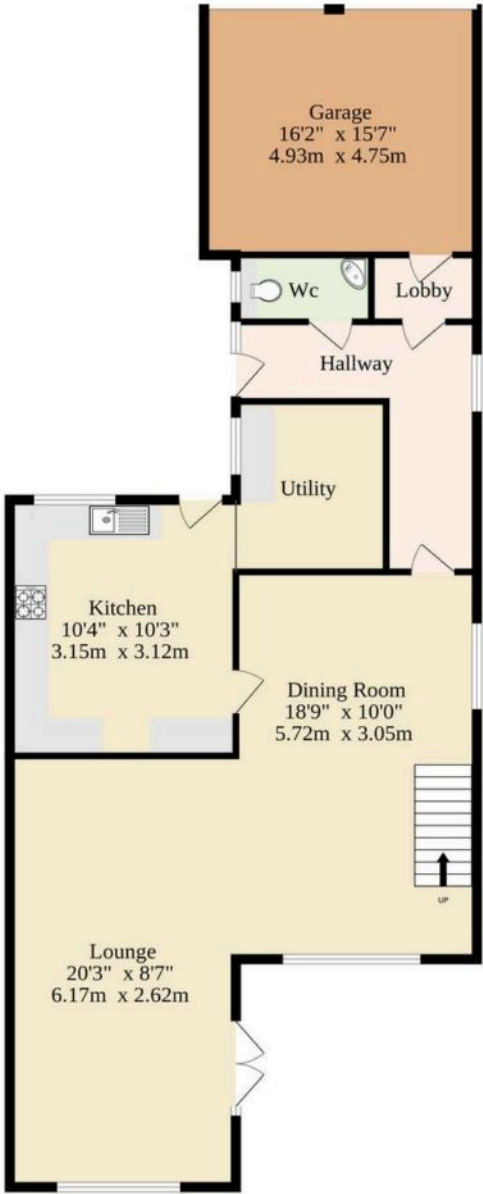 Garage
16'2" x 15'7"
4.93m x 4.75m
Wc
Lobby
Hallway
Utility
Kitchen
10'4" x 10'3"
3.15m x 3.12m
Dining Room
18'9" x 10'0"
5.72m x 3.05m
UP
Lounge
20'3" x 8'7"
6.17m x 2.62m